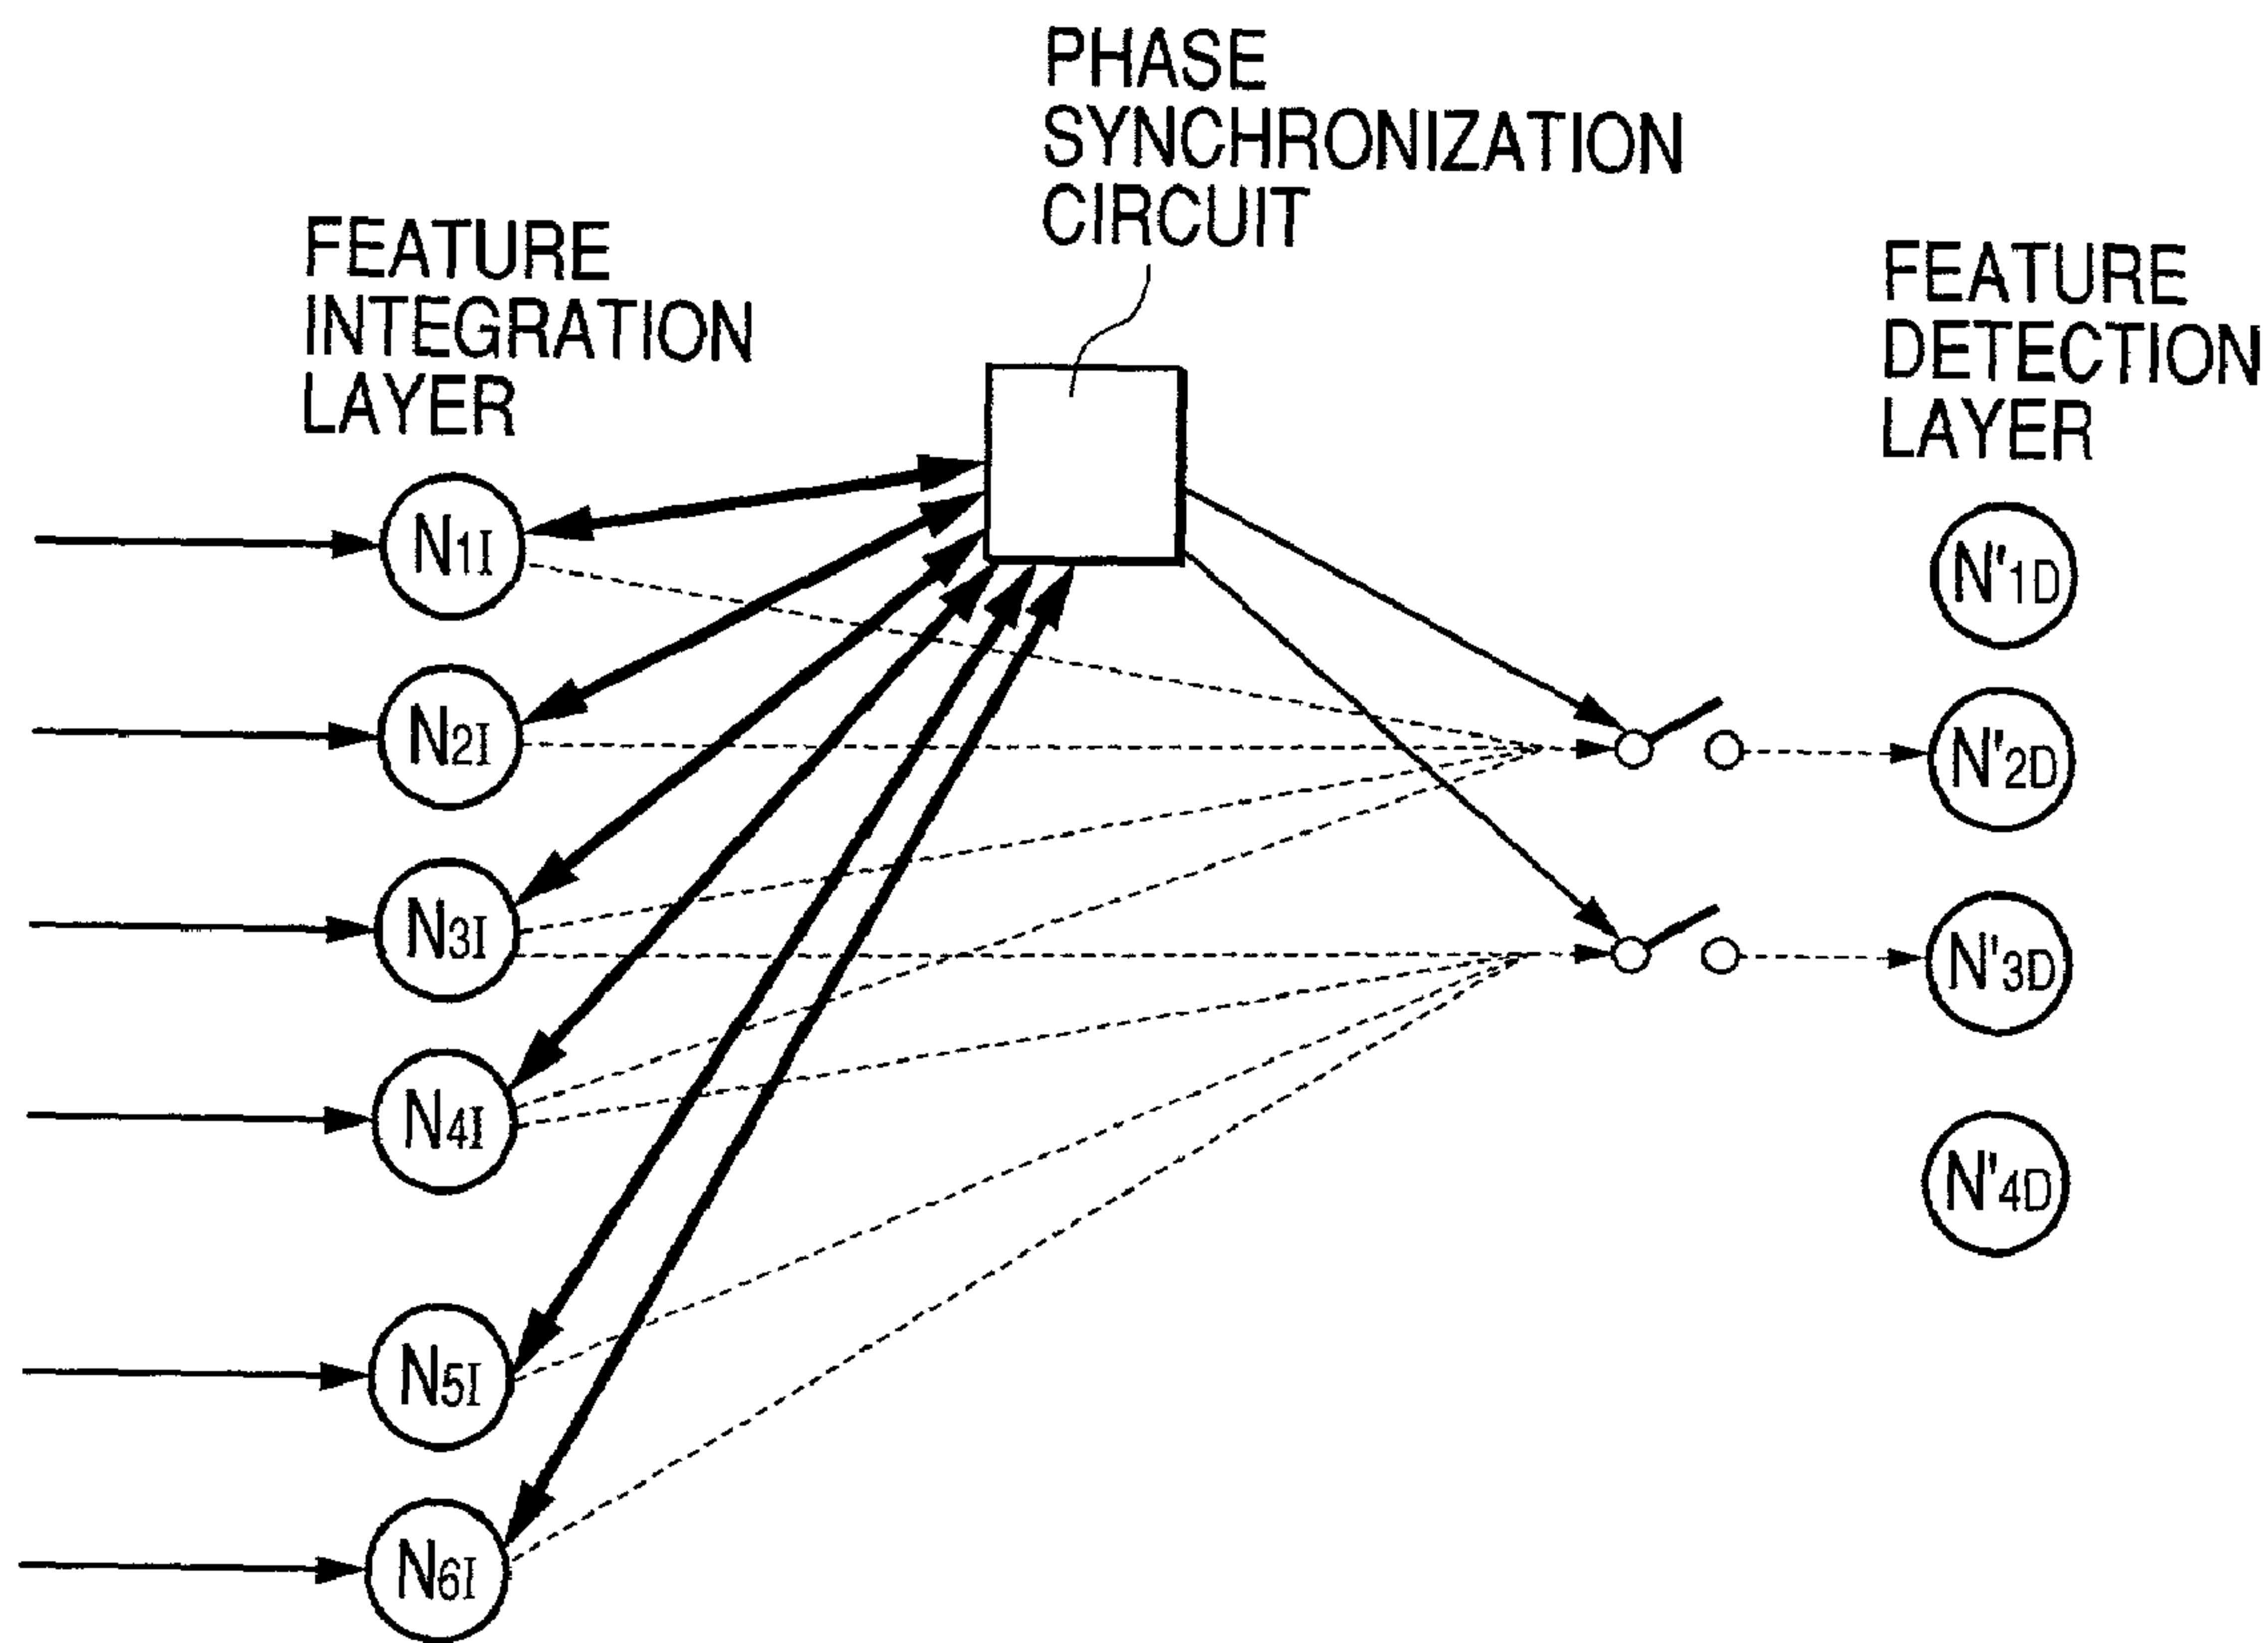 PHASE
SYNCHRONIZATION
CIRCUIT
FEATURE
INTEGRATION
LAYER
FEATURE
DETECTION
LAYER
N1I
N2I
N3I
N4I
N5I
N6I
N'1D
N'2D
N'3D
N'4D